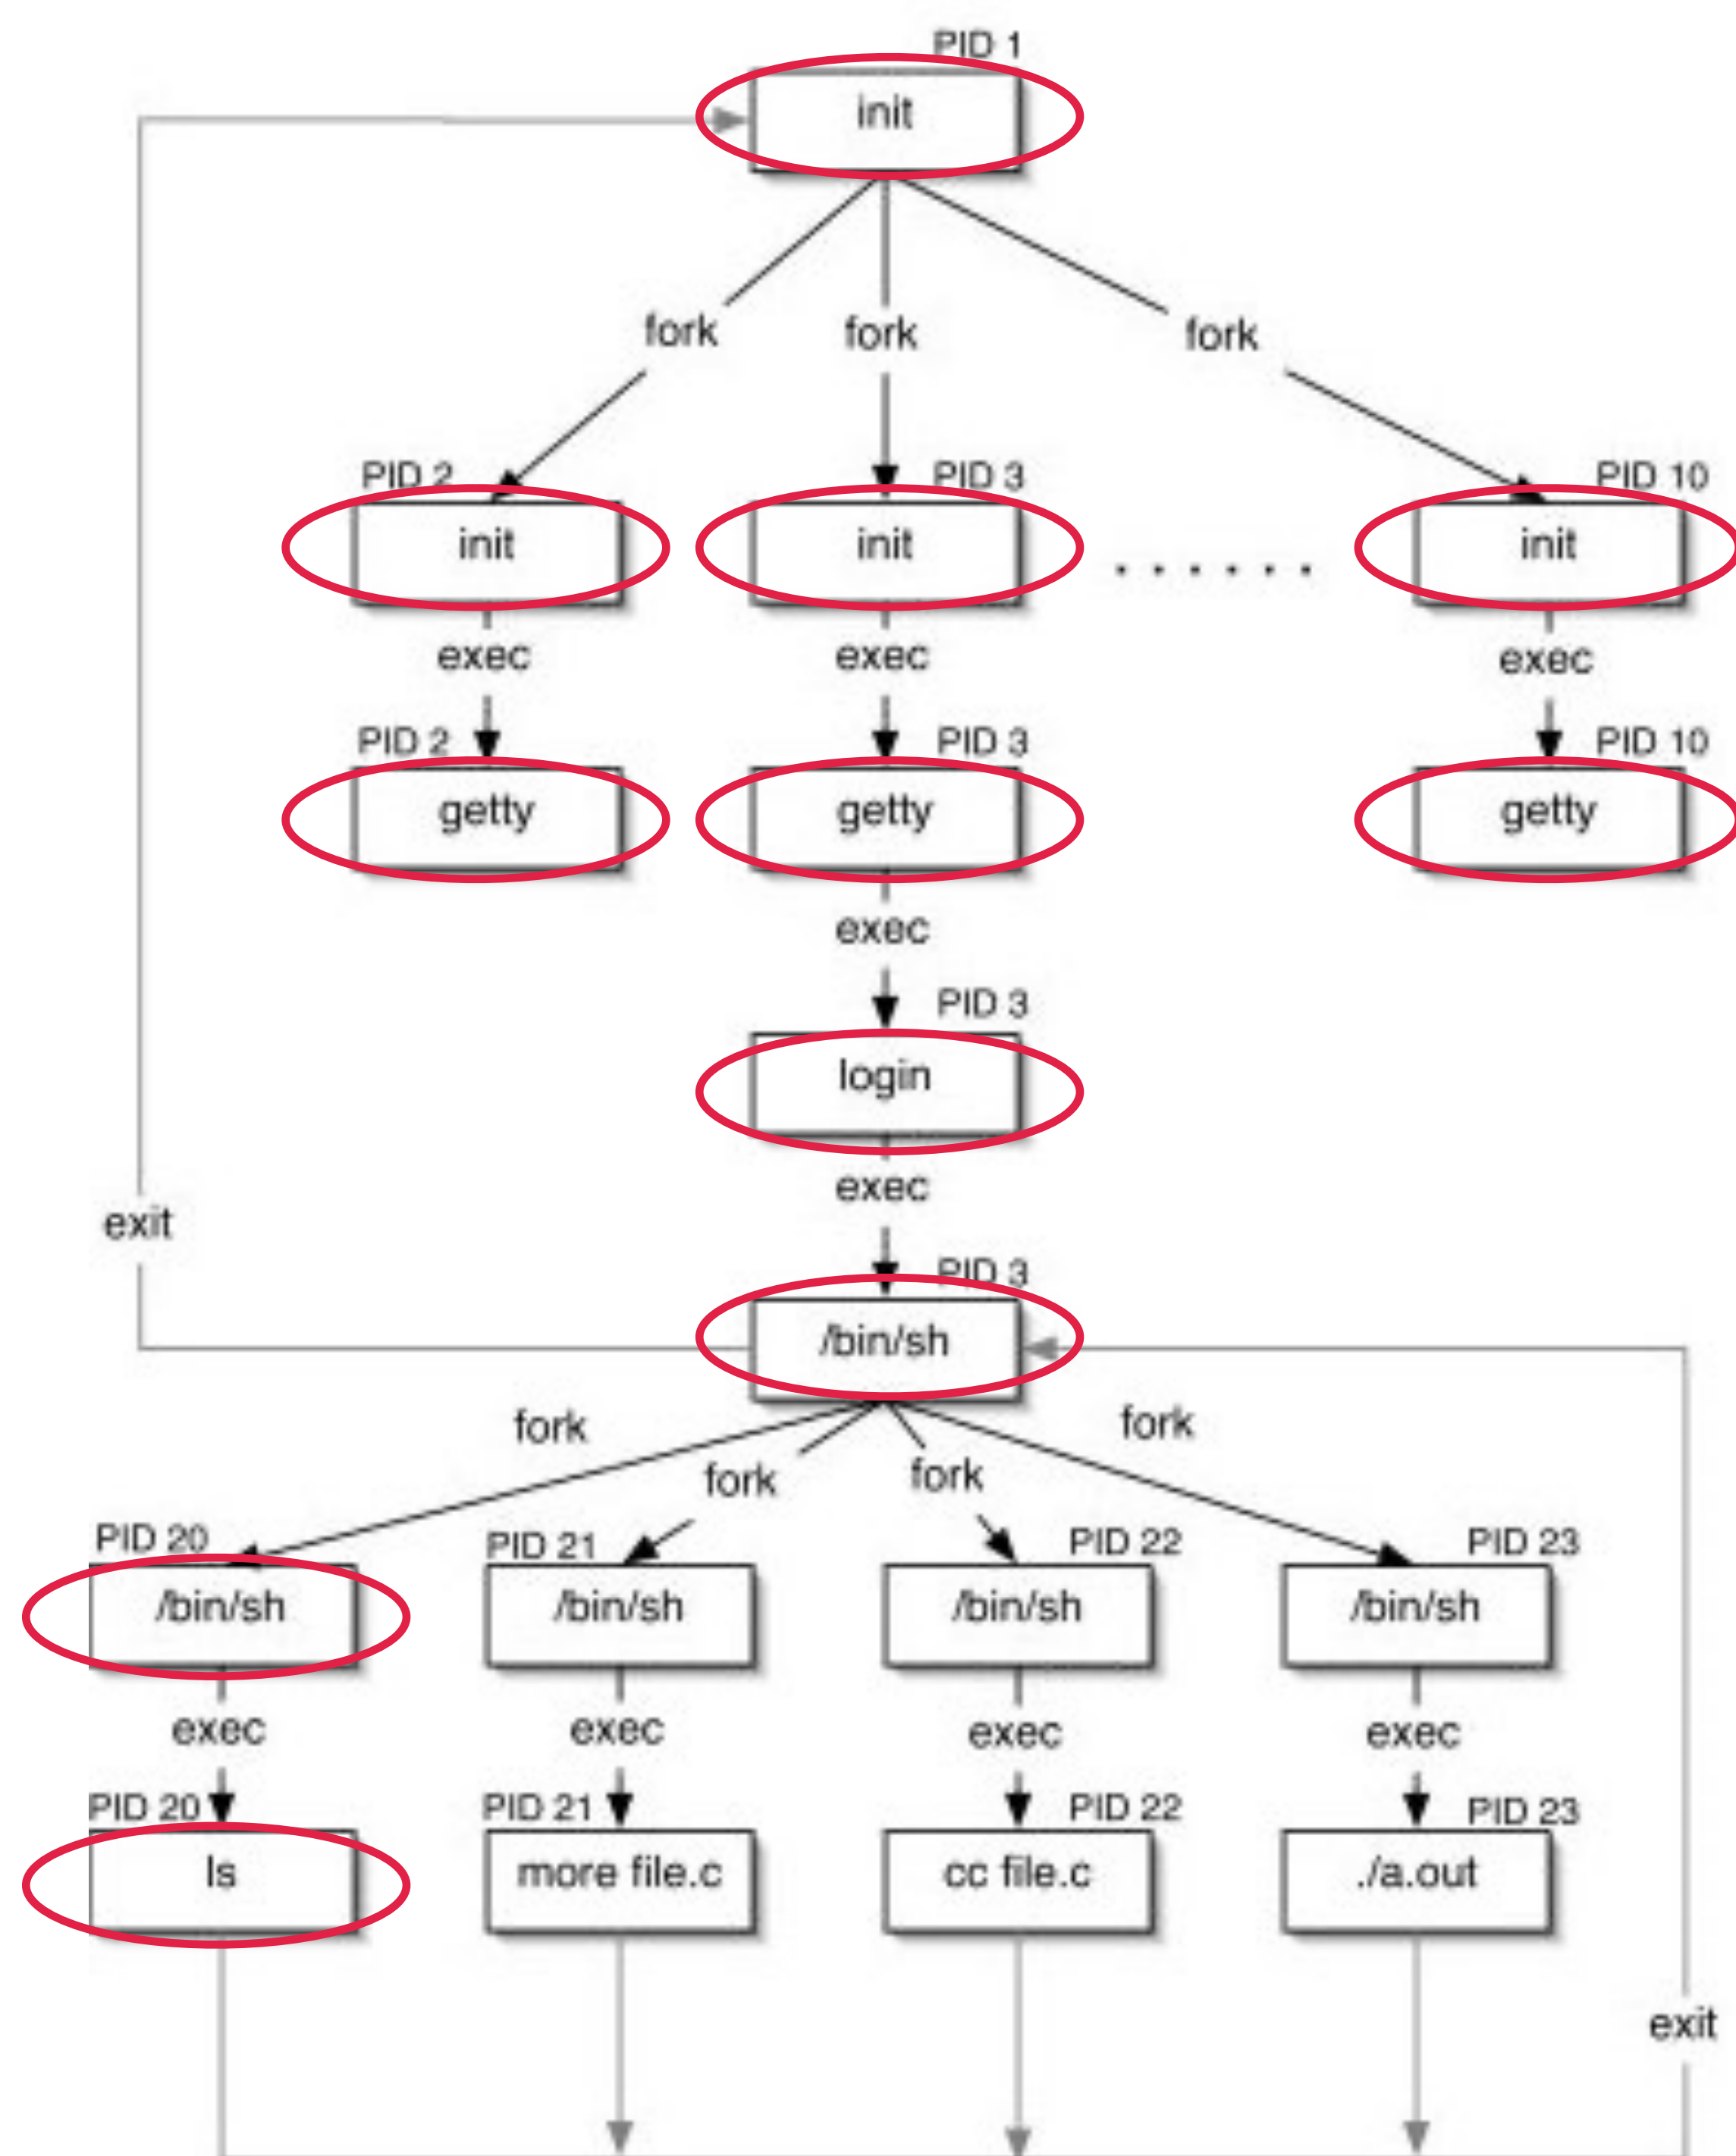 PID 1
init
fork fork fork
PID 2 PID 3 PID 10
init init ...... init
exec exec exec
PID 2 PID 3 PID 10
getty getty getty
exec
PID 3
login
exec
exit
PID 3
/bin/sh
fork fork
fork fork
PID 20 PID 21 PID 22 PID 23
/bin/sh /bin/sh /bin/sh /bin/sh
exec exec exec exec
PID 20 PID 21 PID 22 PID 23
ls more file.c cc file.c ./a.out
exit